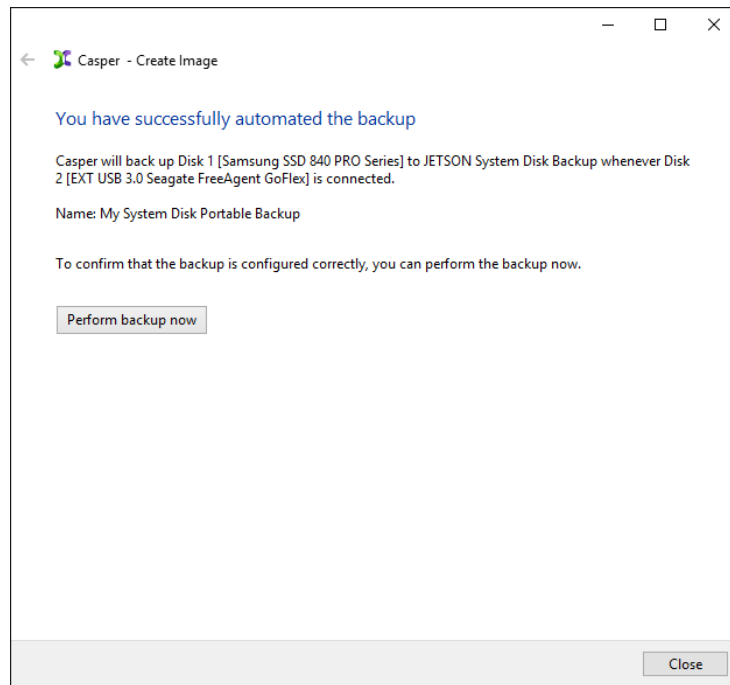 Casper - Create Image
You have successfully automated the backup
Casper will back up Disk 1 [Samsung SSD 840 PRO Series] to JETSON System Disk Backup whenever Disk
2 [EXT USB 3.0 Seagate FreeAgent GoFlex] is connected.
Name: My System Disk Portable Backup
To confirm that the backup is configured correctly, you can perform the backup now.
Perform backup now
Close